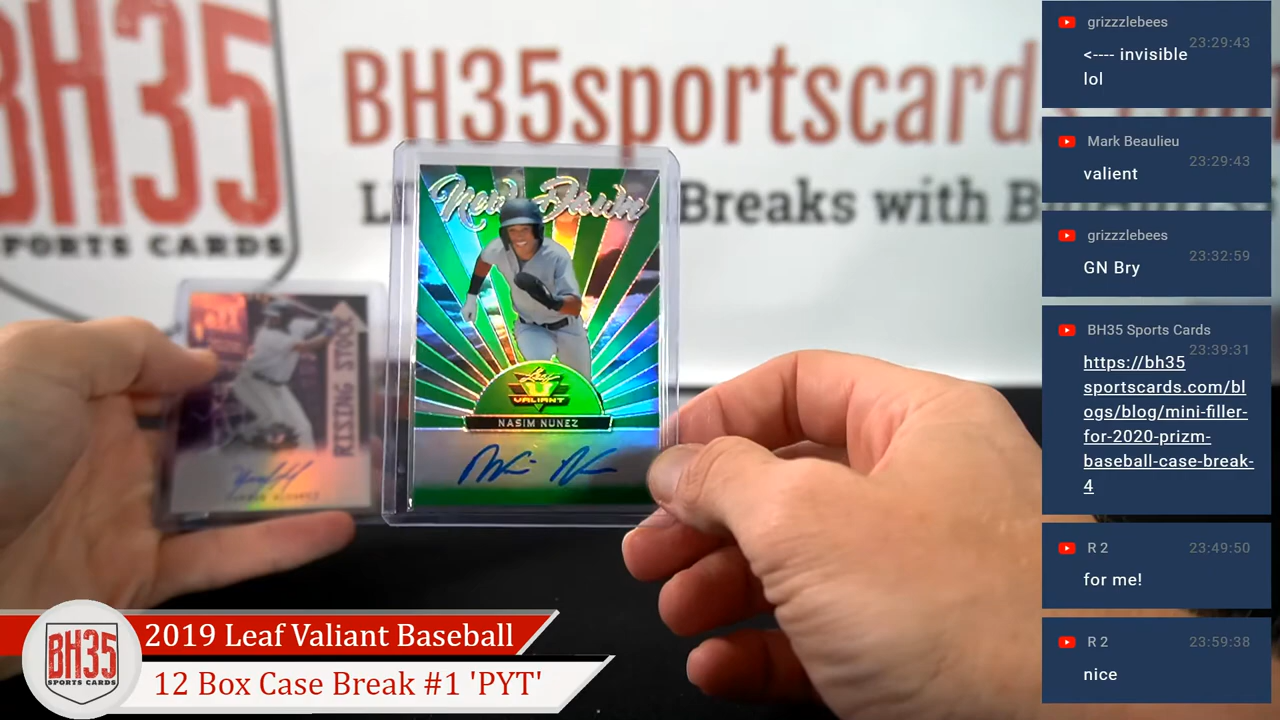 BH35
SPORTS CARDS
BH35sportscards
Breaks with
New Dawn
Leaf
VALIANT
NASIM NUNEZ
RISING STOCK
BH35
SPORTS CARDS
2019 Leaf Valiant Baseball
12 Box Case Break #1 'PYT'
grizzzlebees
23:29:43
<---- invisible
lol
Mark Beaulieu
23:29:43
valient
grizzzlebees
23:32:59
GN Bry
BH35 Sports Cards
23:39:31
https://bh35
sportscards.com/bl
ogs/blog/mini-filler-
for-2020-prizm-
baseball-case-break-
4
R 2
23:49:50
for me!
R 2
23:59:38
nice